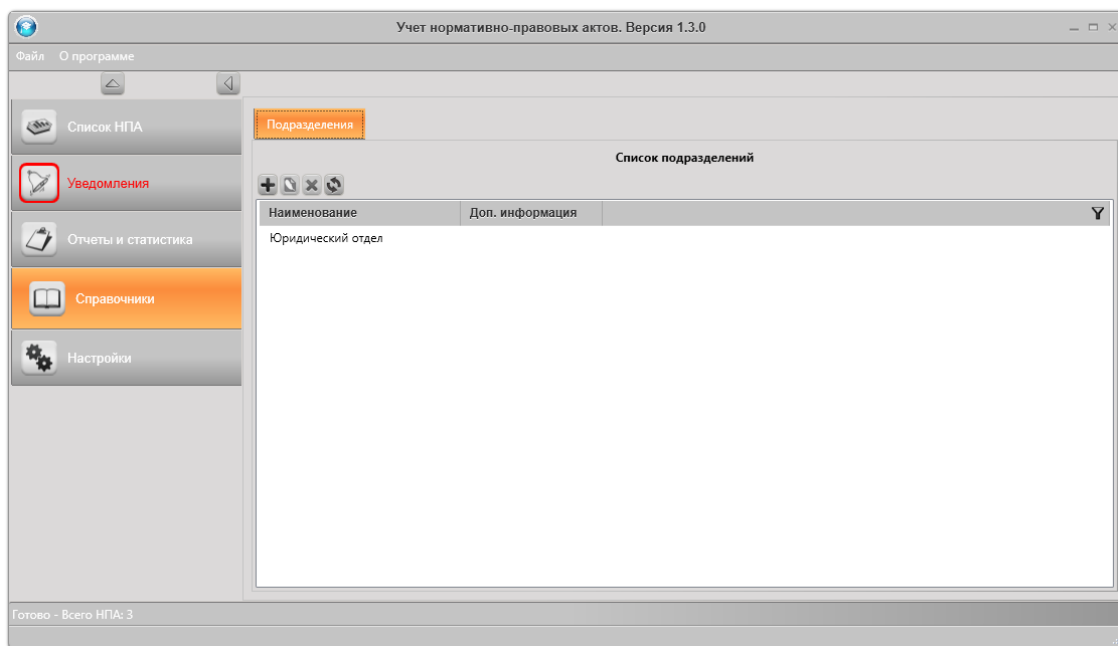 Учет нормативно-правовых актов. Версия 1.3.0
Файл О программе
Список НПА
Уведомления
Отчеты и статистика
Справочники
Настройки
Подразделения
Список подразделений
Наименование Доп. информация
Юридический отдел
Готово - Всего НПА: 3